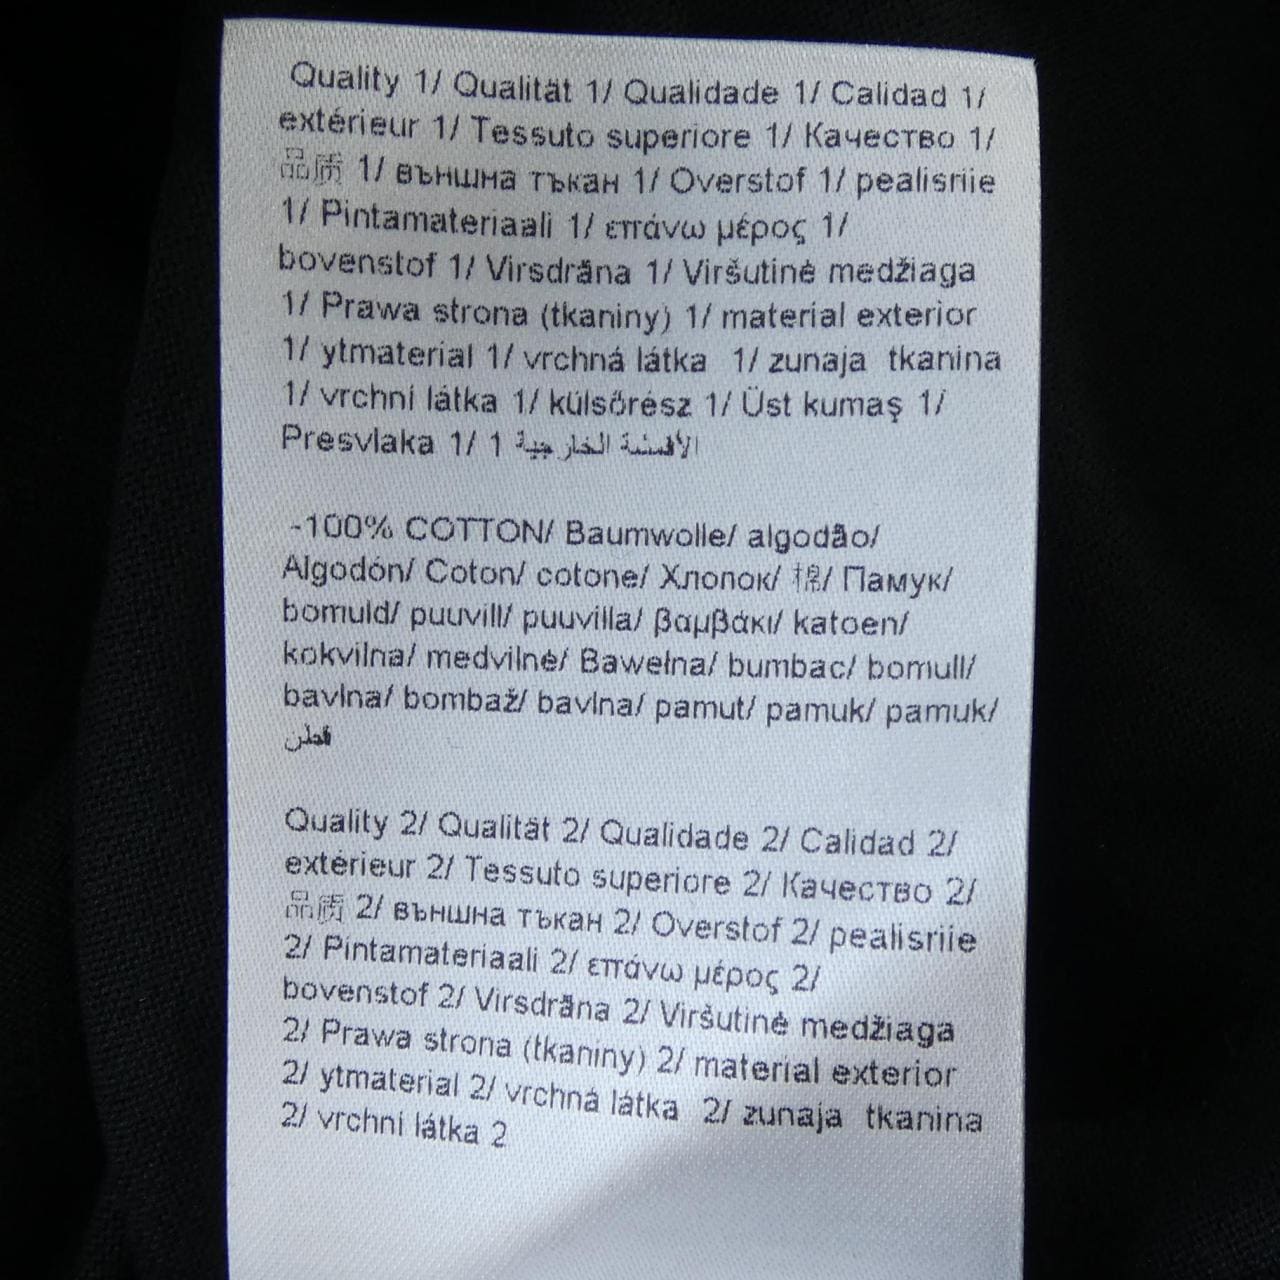 Quality 1/ Qualität 1/ Qualidade 1/ Calidad 1/
extérieur 1/ Tessuto superiore 1/ Качество 1/
品质 1/ външна тъкан 1/ Overstof 1/ pealisriie
1/ Pintamateriaali 1/ επάνω μέρος 1/
bovenstof 1/ Virsdrāna 1/ Viršutinė medžiaga
1/ Prawa strona (tkaniny) 1/ material exterior
1/ ytmaterial 1/ vrchná látka 1/ zunaja tkanina
1/ vrchní látka 1/ külsőrész 1/ Üst kumaş 1/
Presvlaka 1/ 1 الأقمشة الخارجية
-100% COTTON/ Baumwolle/ algodão/
Algodón/ Coton/ cotone/ Хлопок/ 棉/ Памук/
bomuld/ puuvill/ puuvilla/ βαμβάκι/ katoen/
kokvilna/ medvilnė/ Bawełna/ bumbac/ bomull/
bavlna/ bombaž/ bavlna/ pamut/ pamuk/ pamuk/
قطن
Quality 2/ Qualität 2/ Qualidade 2/ Calidad 2/
extérieur 2/ Tessuto superiore 2/ Качество 2/
品质 2/ външна тъкан 2/ Overstof 2/ pealisriie
2/ Pintamateriaali 2/ επάνω μέρος 2/
bovenstof 2/ Virsdrāna 2/ Viršutinė medžiaga
2/ Prawa strona (tkaniny) 2/ material exterior
2/ ytmaterial 2/ vrchná látka 2/ zunaja tkanina
2/ vrchní látka 2